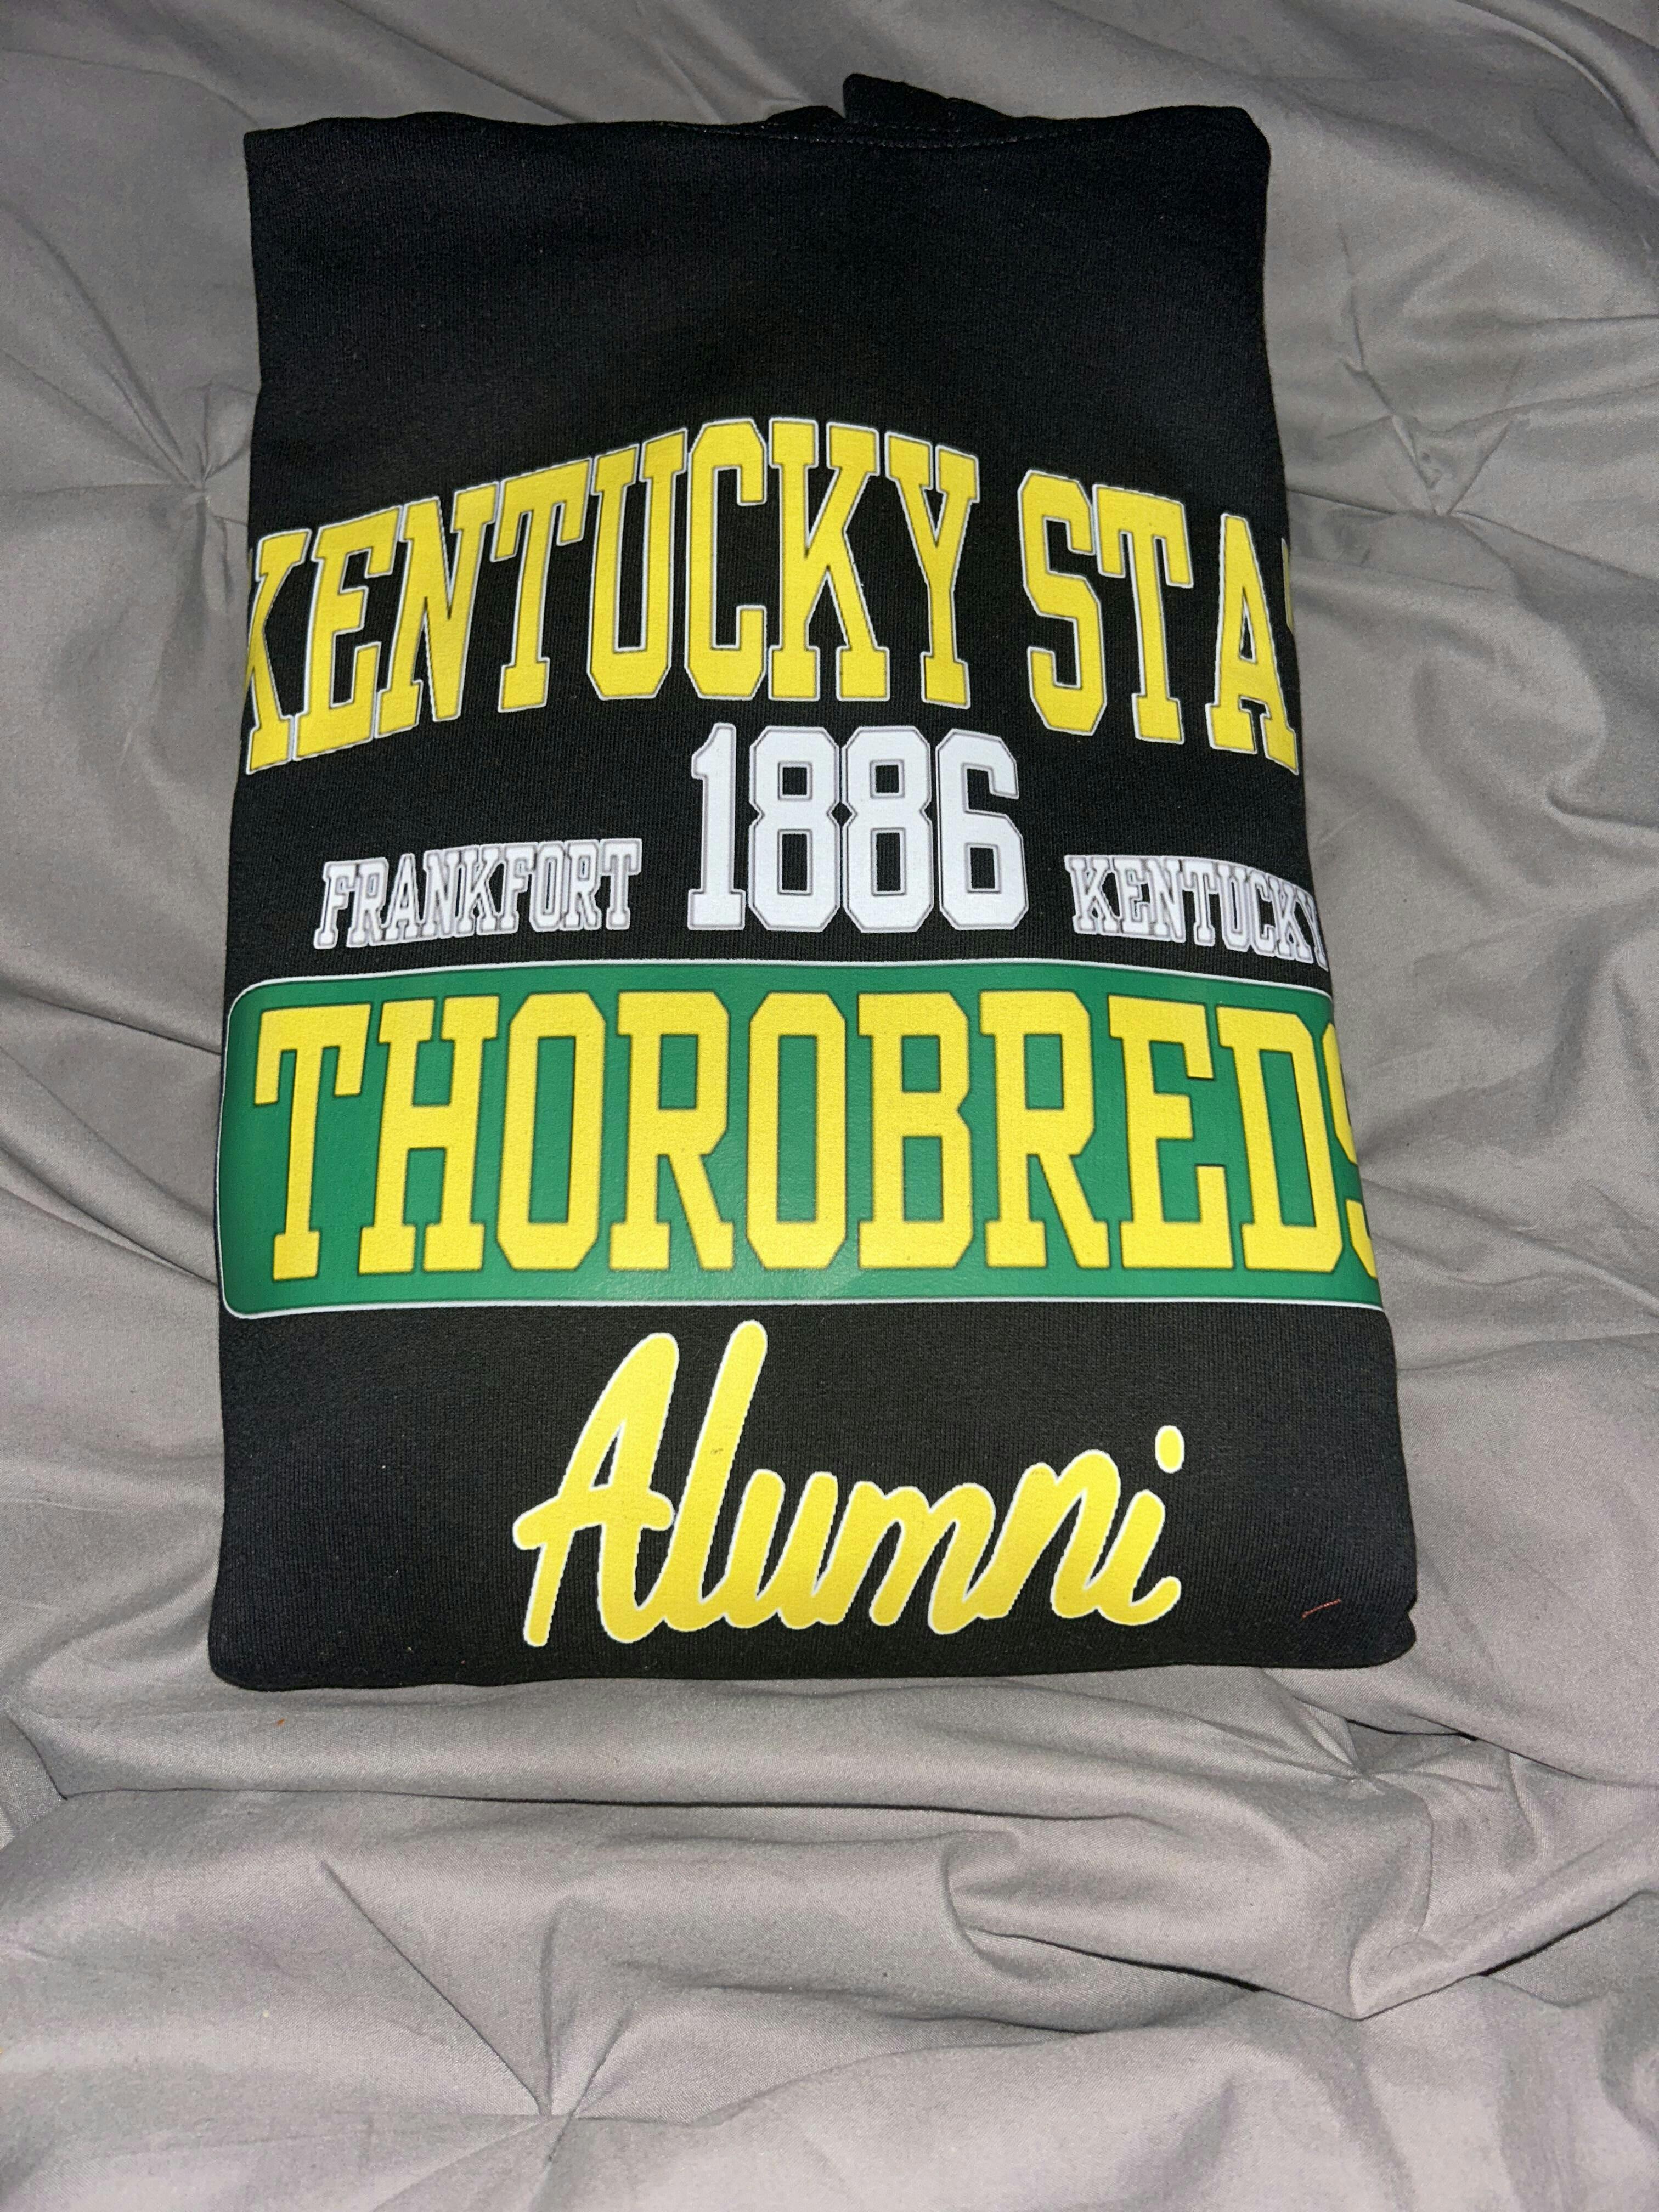 KENTUCKY STA
1886
FRANKFORT KENTUCKY
THOROBREDS
Alumni